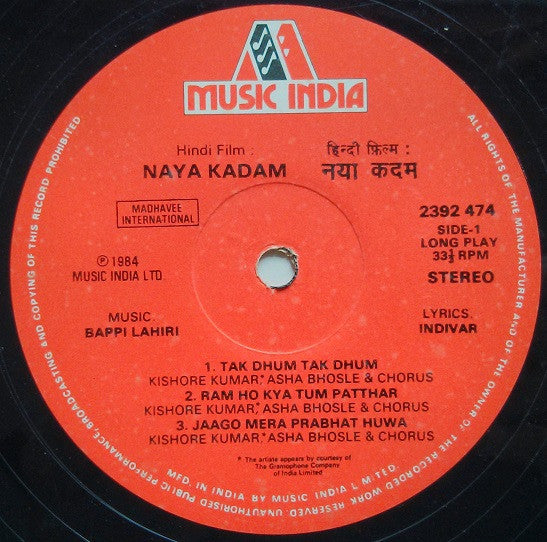 MUSIC INDIA
Hindi Film :
NAYA KADAM
हिन्दी फ़िल्म :
नया कदम
MADHAVEE
INTERNATIONAL
2392 474
SIDE-1
LONG PLAY
33⅓ RPM
STEREO
℗ 1984
MUSIC INDIA LTD.
MUSIC:
BAPPI LAHIRI
LYRICS:
INDIVAR
1. TAK DHUM TAK DHUM
KISHORE KUMAR,* ASHA BHOSLE & CHORUS
2. RAM HO KYA TUM PATTHAR
KISHORE KUMAR,* ASHA BHOSLE & CHORUS
3. JAAGO MERA PRABHAT HUWA
KISHORE KUMAR,* ASHA BHOSLE & CHORUS
* The artiste appears by courtesy of
The Gramophone Company
of India Limited
MFD. IN INDIA BY MUSIC INDIA LIMITED
ALL RIGHTS OF THE MANUFACTURER AND OF THE OWNER OF THE RECORDED WORK RESERVED. UNAUTHORISED PUBLIC PERFORMANCE, BROADCASTING AND COPYING OF THIS RECORD PROHIBITED